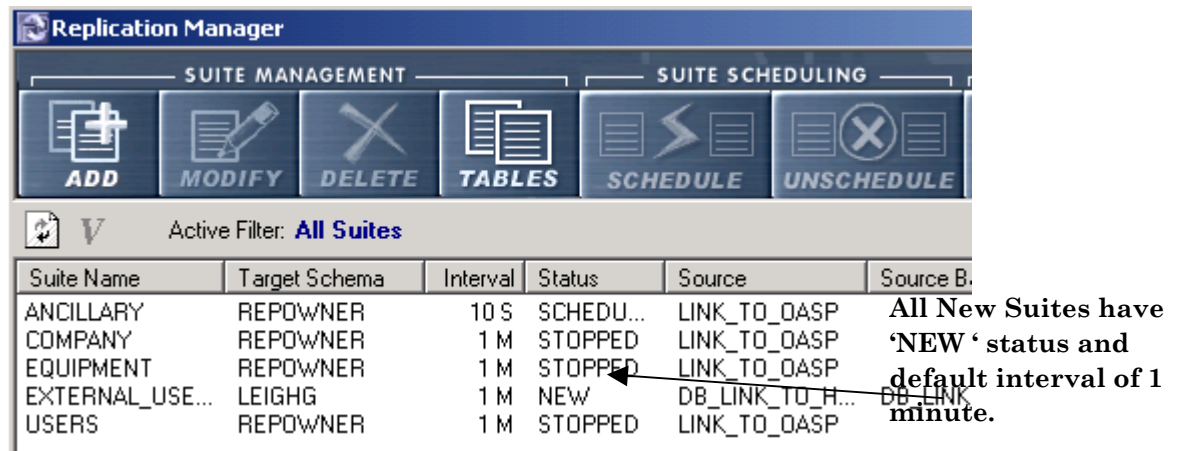 Replication Manager
SUITE MANAGEMENT SUITE SCHEDULING
ADD MODIFY DELETE TABLES SCHEDULE UNSCHEDULE
V Active Filter: All Suites
Suite Name Target Schema Interval Status Source Source B
ANCILLARY REPOWNER 10 S SCHEDU... LINK_TO_OASP
COMPANY REPOWNER 1 M STOPPED LINK_TO_OASP
EQUIPMENT REPOWNER 1 M STOPPED LINK_TO_OASP
EXTERNAL_USE... LEIGHG 1 M NEW DB_LINK_TO_H... DB_LINK
USERS REPOWNER 1 M STOPPED LINK_TO_OASP
All New Suites have
‘NEW ‘ status and
default interval of 1
minute.